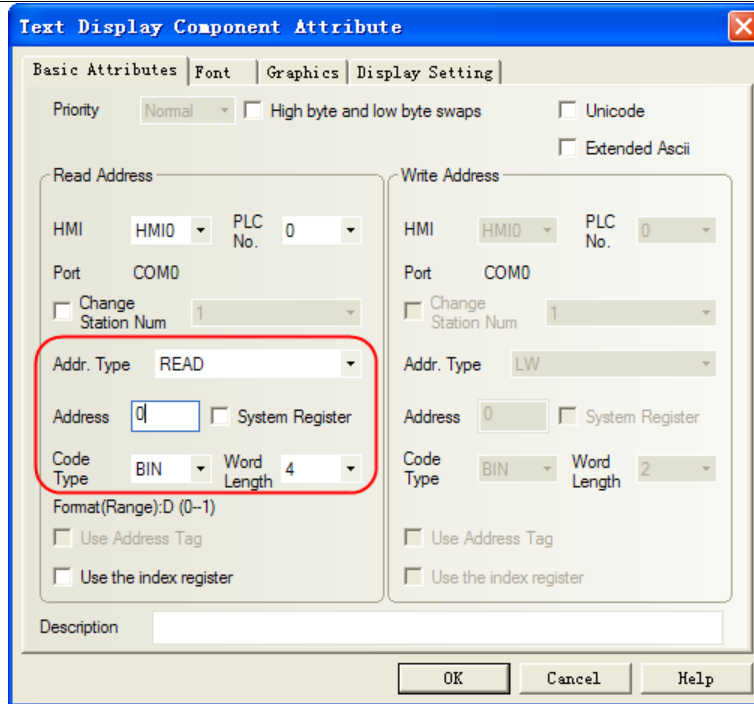 Text Display Component Attribute
Basic Attributes Font Graphics Display Setting
Priority Normal High byte and low byte swaps Unicode
Extended Ascii
Read Address
HMI HMI0 PLC No. 0
Port COM0
Change Station Num 1
Addr. Type READ
Address 0 System Register
Code Type BIN Word Length 4
Format(Range):D (0--1)
Use Address Tag
Use the index register
Write Address
HMI HMI0 PLC No. 0
Port COM0
Change Station Num 1
Addr. Type LW
Address 0 System Register
Code Type BIN Word Length 2
Use Address Tag
Use the index register
Description
OK Cancel Help